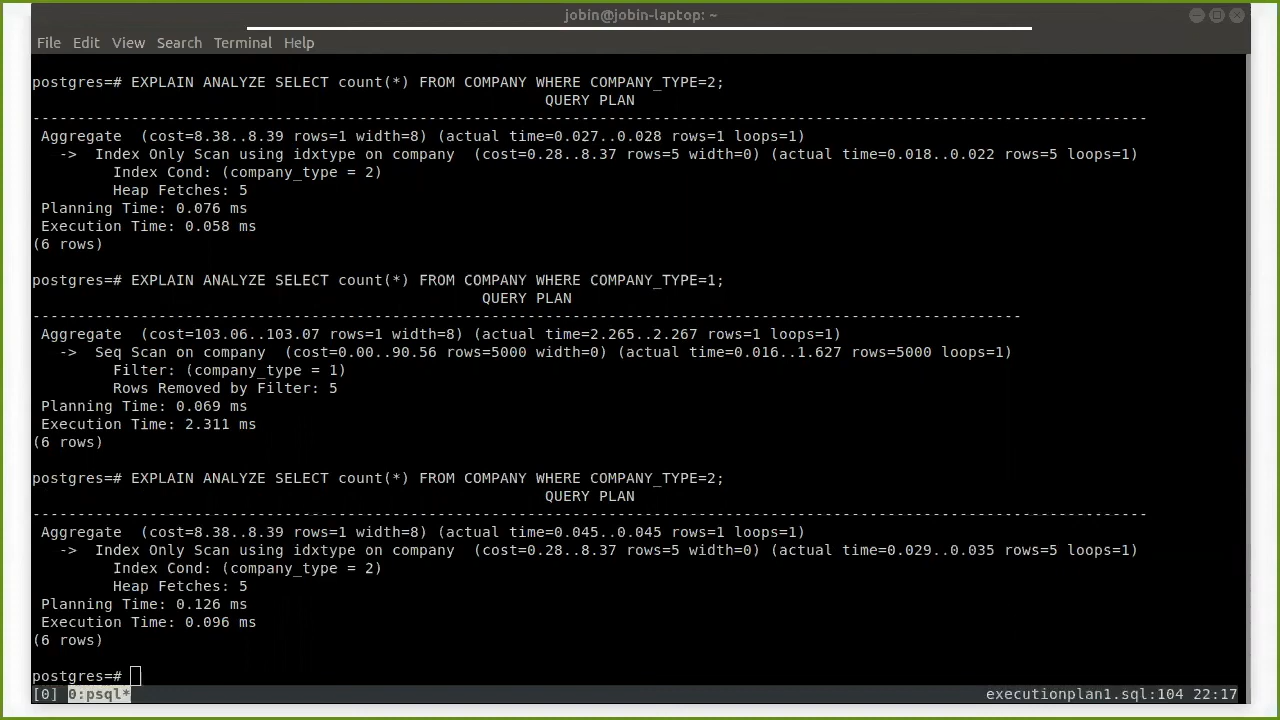 jobin@jobin-laptop: ~
File Edit View Search Terminal Help
postgres=# EXPLAIN ANALYZE SELECT count(*) FROM COMPANY WHERE COMPANY_TYPE=2;
QUERY PLAN
----------------------------------------------------------------------------------------------------------------------------
Aggregate  (cost=8.38..8.39 rows=1 width=8) (actual time=0.027..0.028 rows=1 loops=1)
->  Index Only Scan using idxtype on company  (cost=0.28..8.37 rows=5 width=0) (actual time=0.018..0.022 rows=5 loops=1)
Index Cond: (company_type = 2)
Heap Fetches: 5
Planning Time: 0.076 ms
Execution Time: 0.058 ms
(6 rows)
postgres=# EXPLAIN ANALYZE SELECT count(*) FROM COMPANY WHERE COMPANY_TYPE=1;
QUERY PLAN
--------------------------------------------------------------------------------------------------------------
Aggregate  (cost=103.06..103.07 rows=1 width=8) (actual time=2.265..2.267 rows=1 loops=1)
->  Seq Scan on company  (cost=0.00..90.56 rows=5000 width=0) (actual time=0.016..1.627 rows=5000 loops=1)
Filter: (company_type = 1)
Rows Removed by Filter: 5
Planning Time: 0.069 ms
Execution Time: 2.311 ms
(6 rows)
postgres=# EXPLAIN ANALYZE SELECT count(*) FROM COMPANY WHERE COMPANY_TYPE=2;
QUERY PLAN
----------------------------------------------------------------------------------------------------------------------------
Aggregate  (cost=8.38..8.39 rows=1 width=8) (actual time=0.045..0.045 rows=1 loops=1)
->  Index Only Scan using idxtype on company  (cost=0.28..8.37 rows=5 width=0) (actual time=0.029..0.035 rows=5 loops=1)
Index Cond: (company_type = 2)
Heap Fetches: 5
Planning Time: 0.126 ms
Execution Time: 0.096 ms
(6 rows)
postgres=#
[0] 0:psql* executionplan1.sql:104 22:17